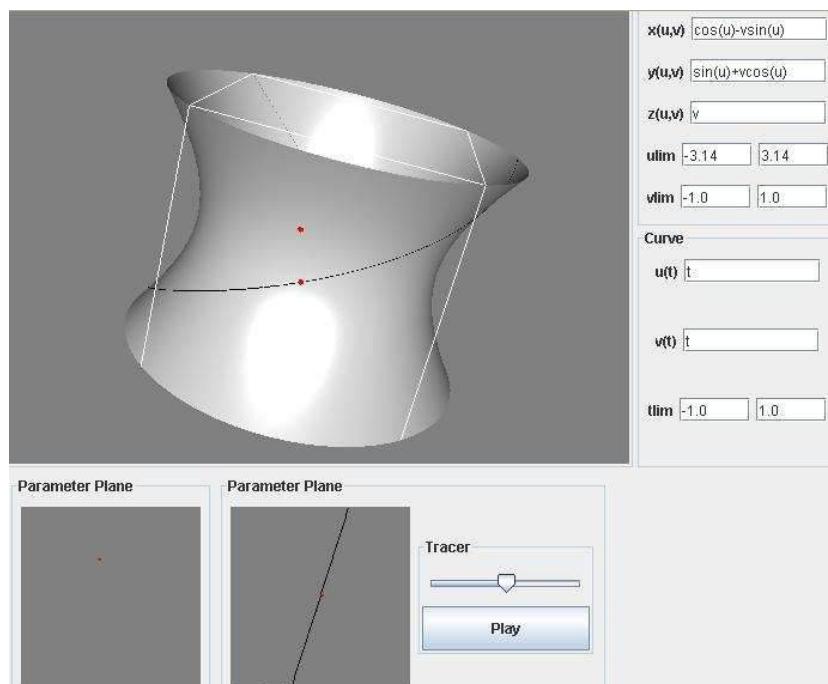 x(u,v) cos(u)-vsin(u)
y(u,v) sin(u)+vcos(u)
z(u,v) v
ulim -3.14 3.14
vlim -1.0 1.0
Curve
u(t) t
v(t) t
tlim -1.0 1.0
Parameter Plane
Parameter Plane
Tracer
Play